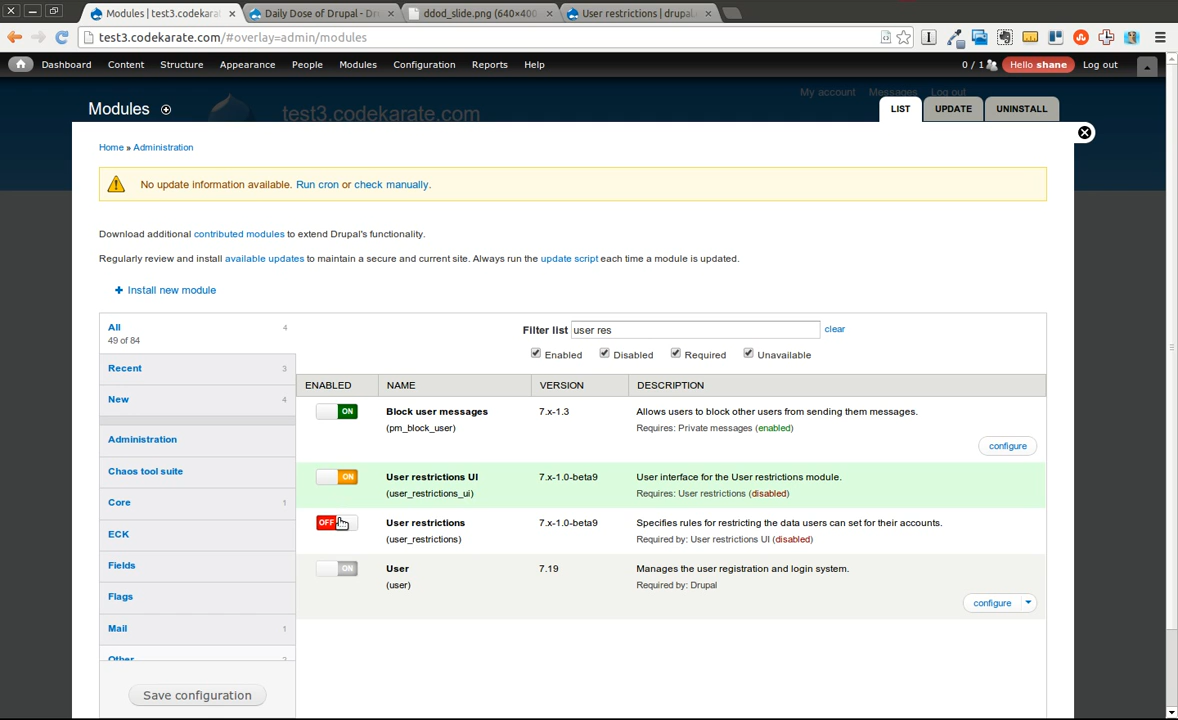 Modules | test3.codekara
Daily Dose of Drupal - Dr
ddod_slide.png (640×400
User restrictions | drupal.
test3.codekarate.com/#overlay=admin/modules
Dashboard Content Structure Appearance People Modules Configuration Reports Help 0 / 1 Hello shane Log out
My account Messages Log out
Modules test3.codekarate.com LIST UPDATE UNINSTALL
Home » Administration
No update information available. Run cron or check manually.
Download additional contributed modules to extend Drupal's functionality.
Regularly review and install available updates to maintain a secure and current site. Always run the update script each time a module is updated.
Install new module
All 4
49 of 84
Recent 3
New 4
Administration
Chaos tool suite
Core 1
ECK
Fields
Flags
Mail 1
Other 2
Save configuration
Filter list user res clear
Enabled Disabled Required Unavailable
ENABLED NAME VERSION DESCRIPTION
ON Block user messages 7.x-1.3 Allows users to block other users from sending them messages.
(pm_block_user) Requires: Private messages (enabled)
configure
ON User restrictions UI 7.x-1.0-beta9 User interface for the User restrictions module.
(user_restrictions_ui) Requires: User restrictions (disabled)
OFF User restrictions 7.x-1.0-beta9 Specifies rules for restricting the data users can set for their accounts.
(user_restrictions) Required by: User restrictions UI (disabled)
ON User 7.19 Manages the user registration and login system.
(user) Required by: Drupal
configure